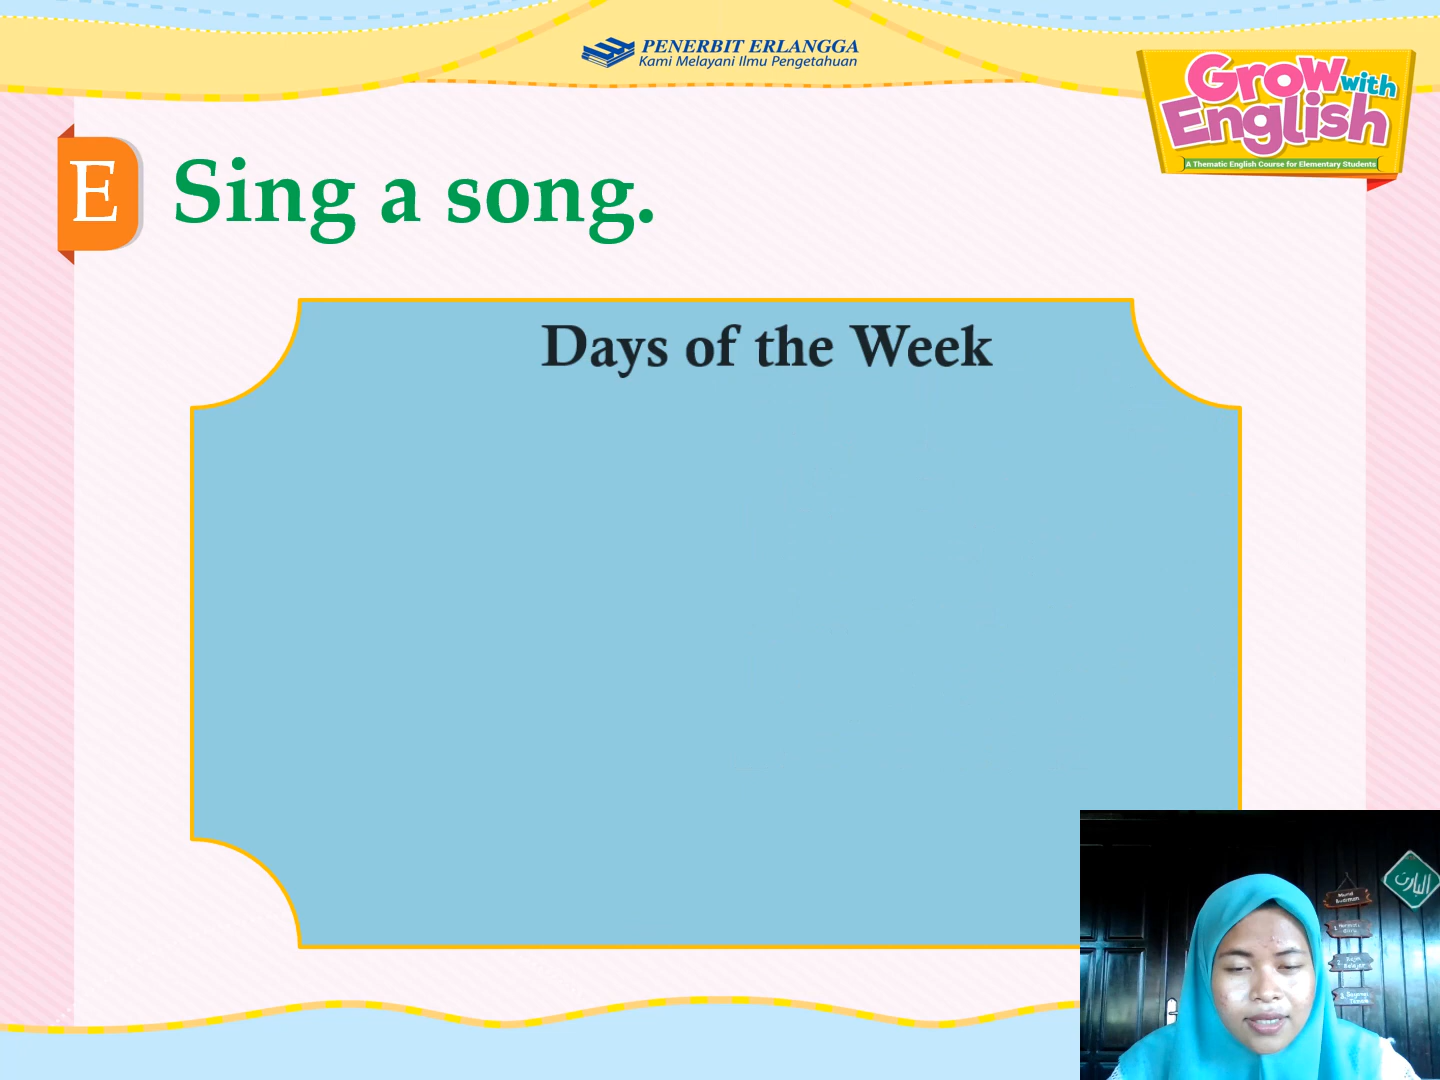 PENERBIT ERLANGGA
Kami Melayani Ilmu Pengetahuan
Grow with
English
A Thematic English Course for Elementary Students
E Sing a song.
Days of the Week